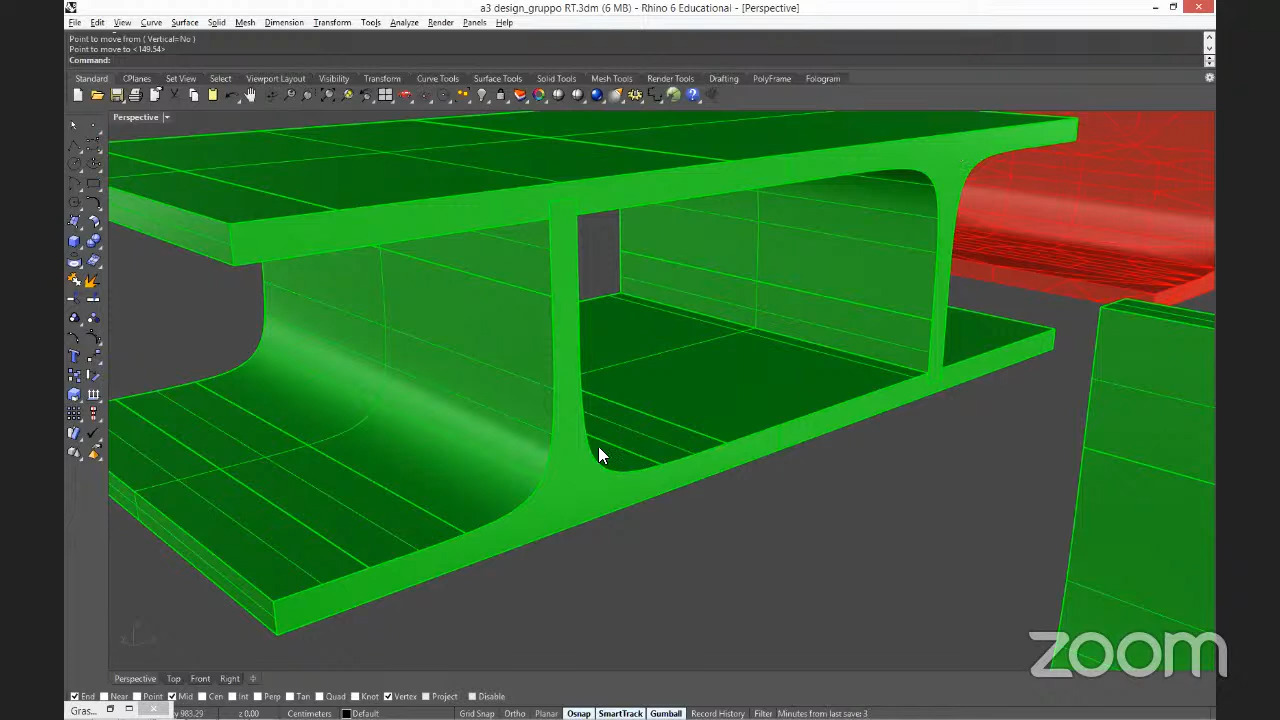 a3 design_gruppo RT.3dm (6 MB) - Rhino 6 Educational - [Perspective]
File Edit View Curve Surface Solid Mesh Dimension Transform Tools Analyze Render Panels Help
Point to move from ( Vertical=No )
Point to move to <149.54>
Command:
Standard CPlanes Set View Select Viewport Layout Visibility Transform Curve Tools Surface Tools Solid Tools Mesh Tools Render Tools Drafting PolyFrame Fologram
Perspective
zoom
Perspective Top Front Right
End Near Point Mid Cen Int Perp Tan Quad Knot Vertex Project Disable
Gras... y 983.29 z 0.00 Centimeters Default Grid Snap Ortho Planar Osnap SmartTrack Gumball Record History Filter Minutes from last save: 3